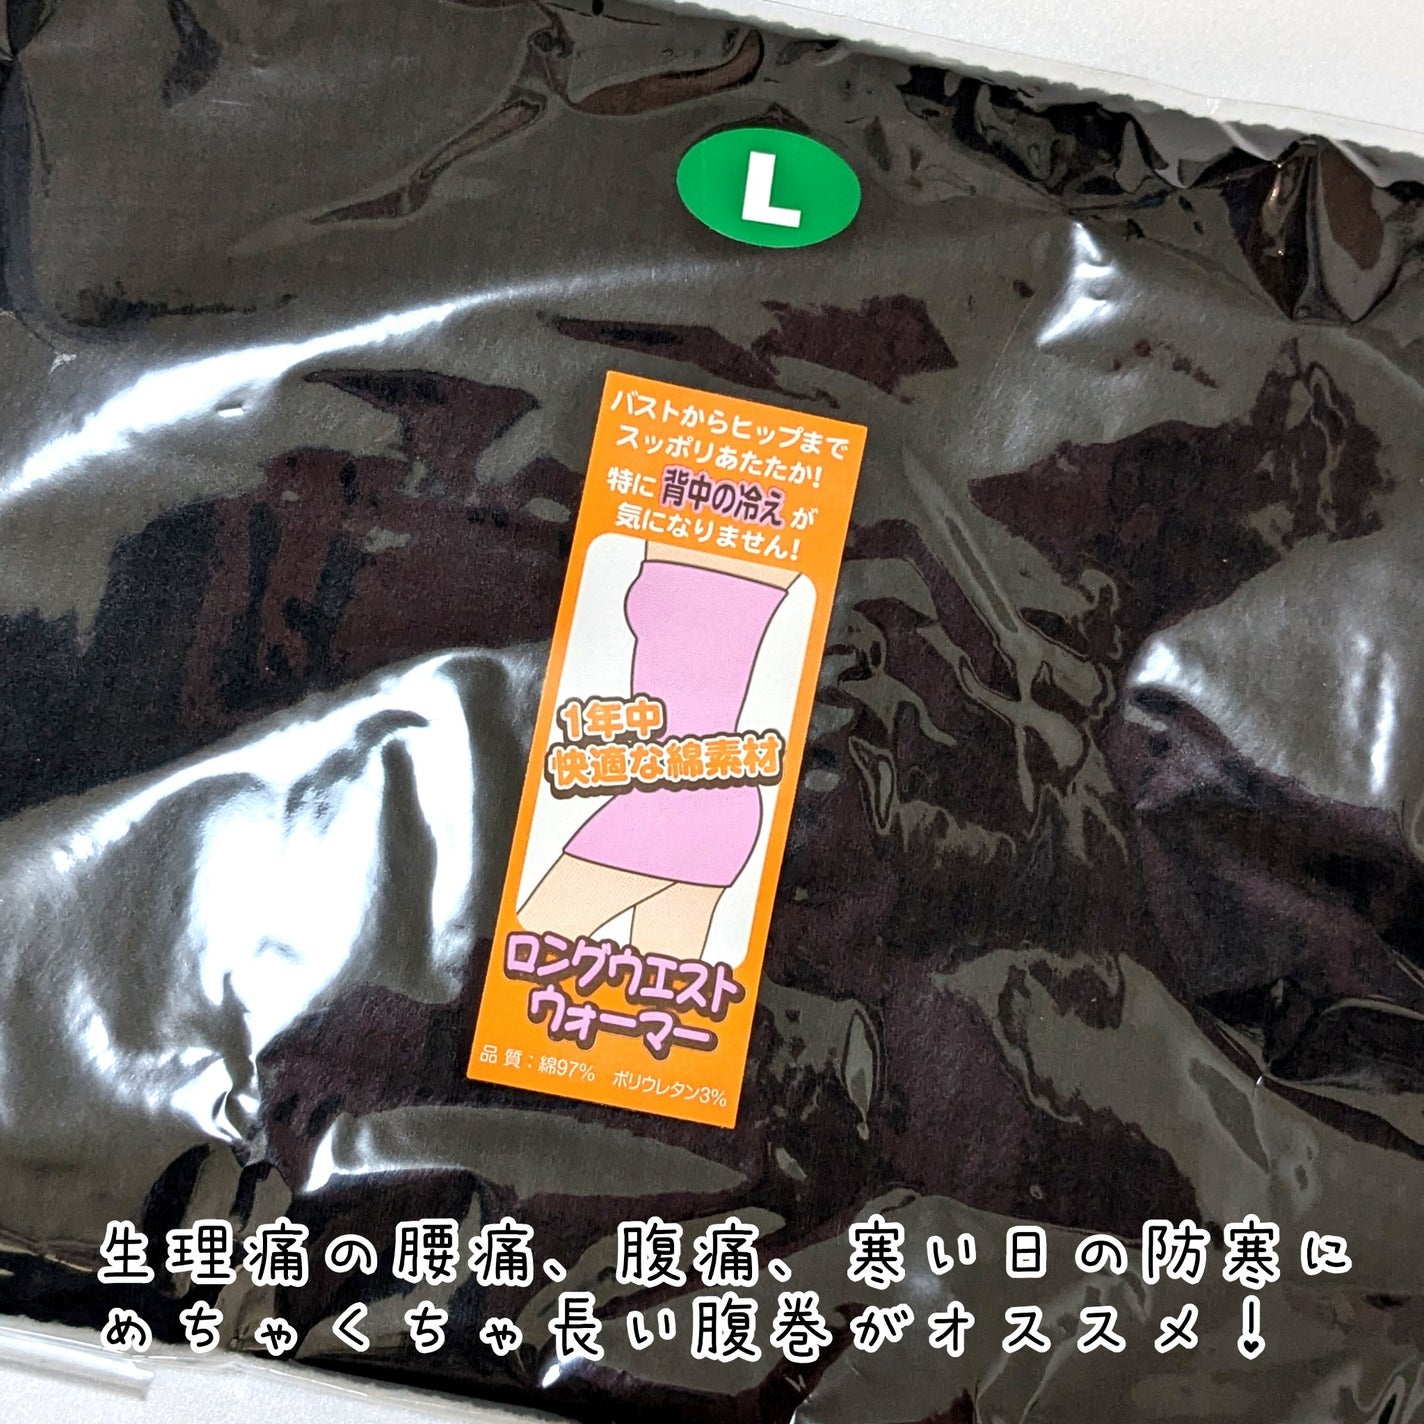 L
バストからヒップまで
スッポリあたたか!
特に背中の冷えが
気になりません!
1年中
快適な綿素材
ロングウエスト
ウォーマー
品質:綿97% ポリウレタン3%
生理痛の腰痛、腹痛、寒い日の防寒に
めちゃくちゃ長い腹巻がオススメ!